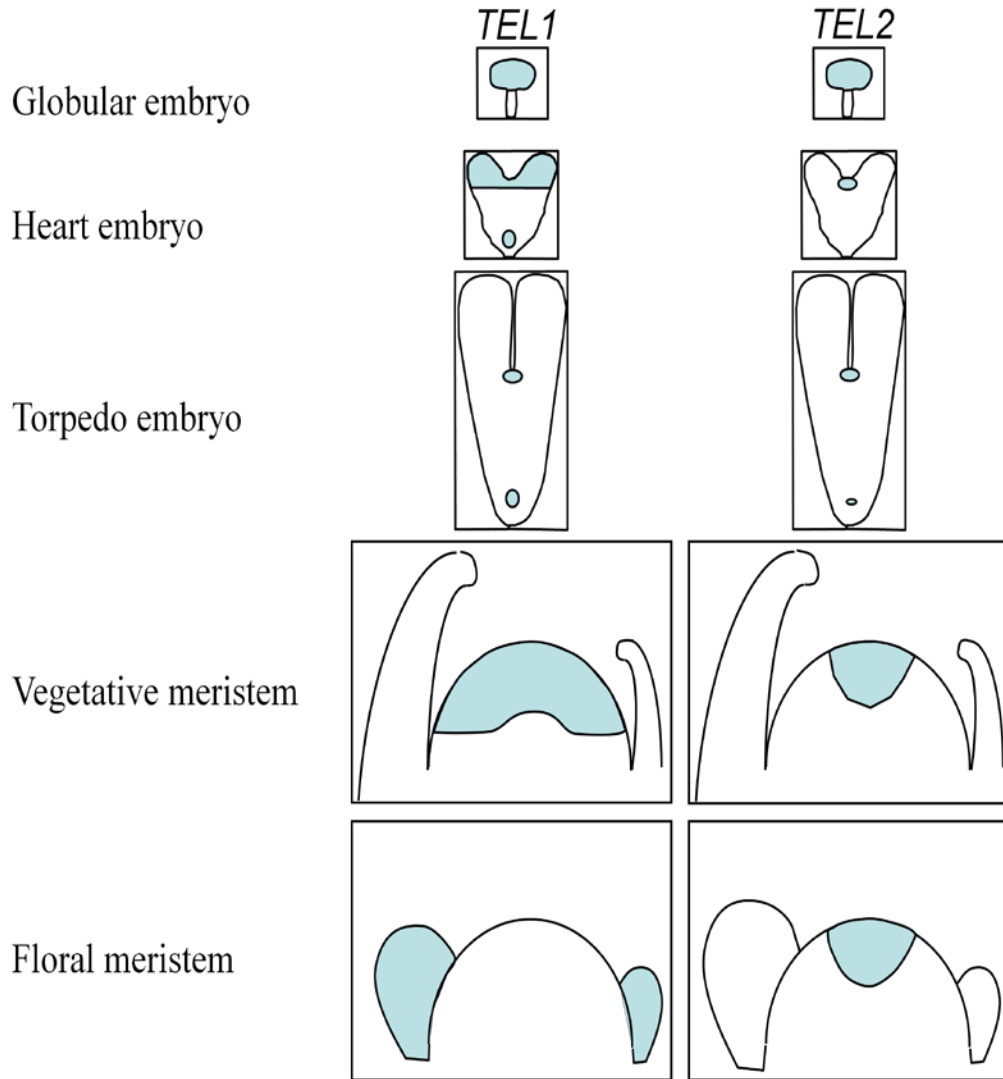 TEL1 TEL2
Globular embryo
Heart embryo
Torpedo embryo
Vegetative meristem
Floral meristem